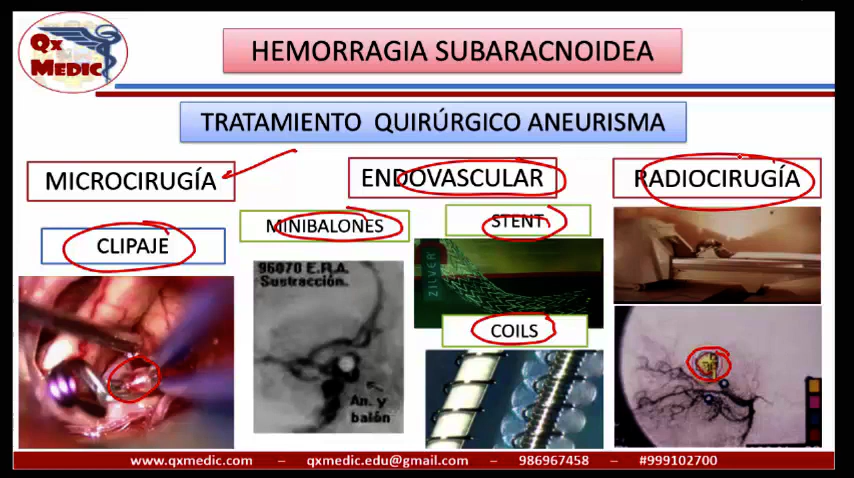 Qx
MEDIC
HEMORRAGIA SUBARACNOIDEA
TRATAMIENTO QUIRÚRGICO ANEURISMA
MICROCIRUGÍA
ENDOVASCULAR
RADIOCIRUGÍA
CLIPAJE
MINIBALONES
STENT
96070 E.R.A.
Sustracción.
An. y
balón
ZILVER
COILS
www.qxmedic.com – qxmedic.edu@gmail.com – 986967458 – #999102700